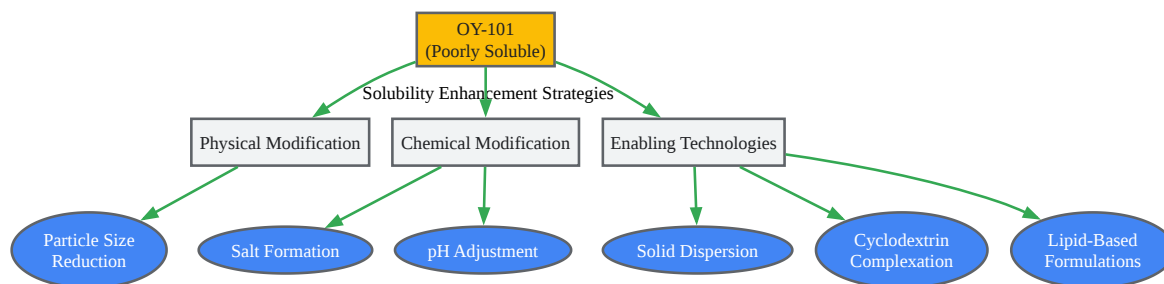 OY-101
(Poorly Soluble)
Solubility Enhancement Strategies
Physical Modification
Chemical Modification
Enabling Technologies
Particle Size
Reduction
Salt Formation
pH Adjustment
Solid Dispersion
Cyclodextrin
Complexation
Lipid-Based
Formulations